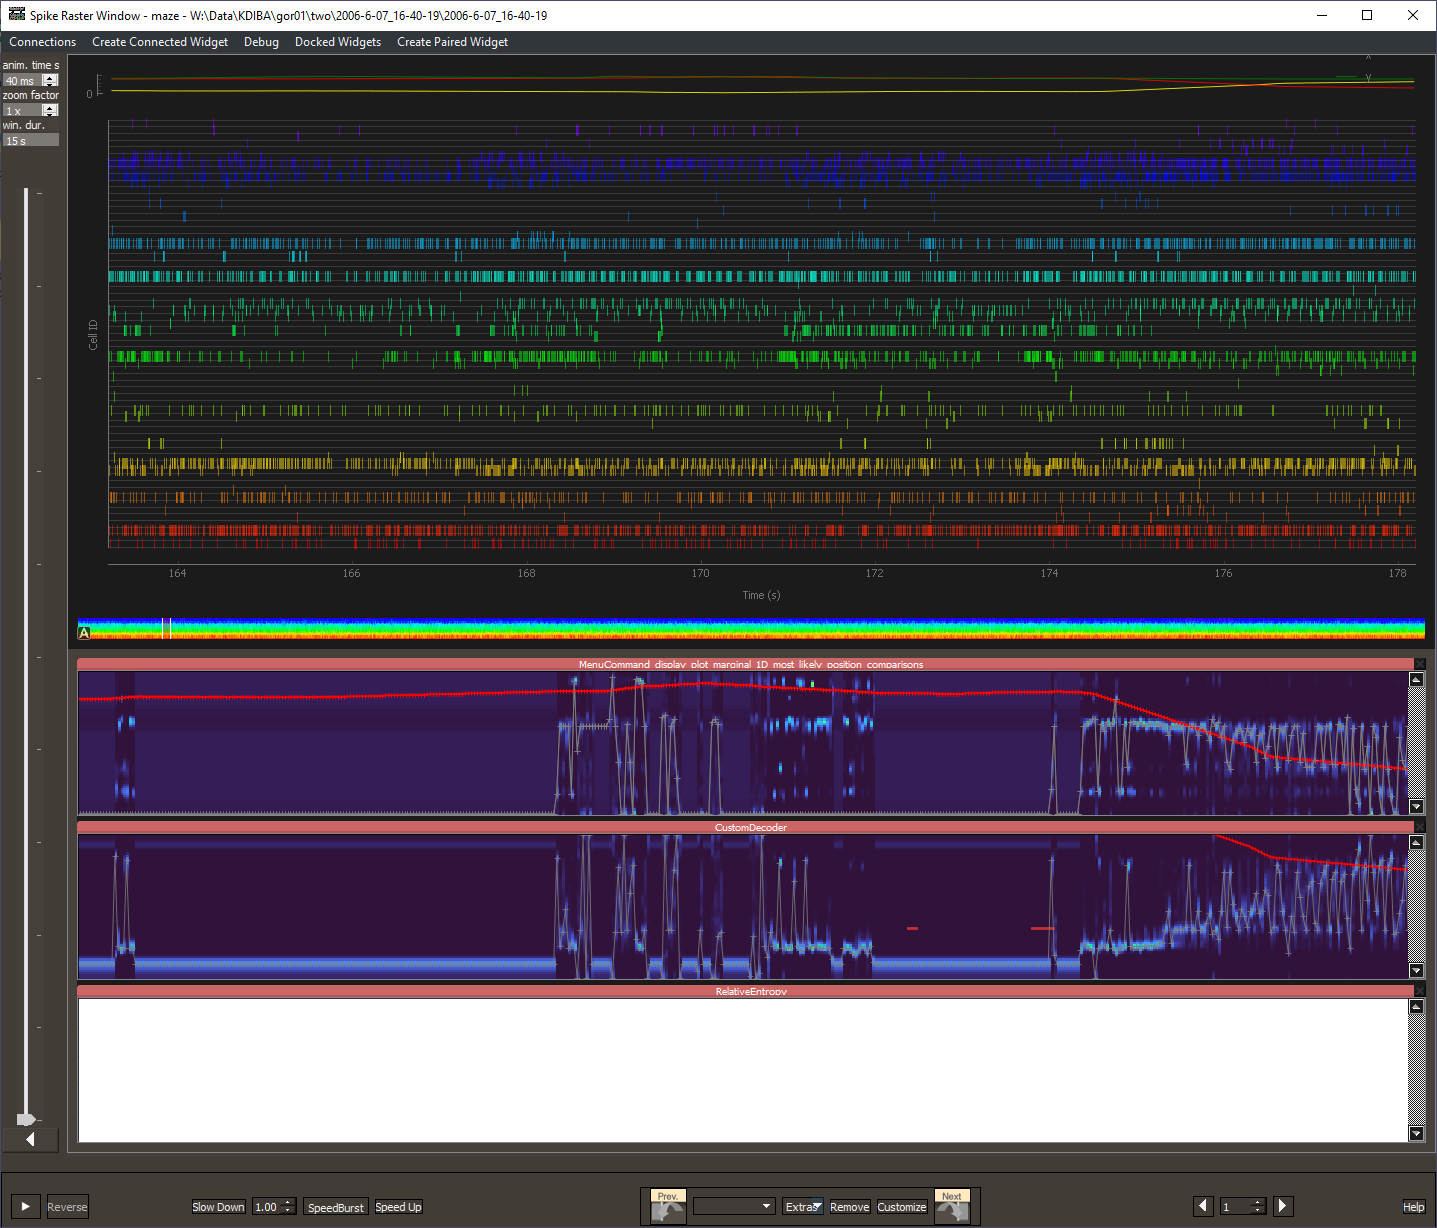 Spike Raster Window - maze - W:\Data\KDIBA\gor01\two\2006-6-07_16-40-19\2006-6-07_16-40-19
Connections Create Connected Widget Debug Docked Widgets Create Paired Widget
anim. time s
40 ms
zoom factor
1 x
win. dur.
15 s
0
Cell ID
164 166 168 170 172 174 176 178
Time (s)
A
MenuCommand_display_plot_marginal_1D_most_likely_position_comparisons
CustomDecoder
RelativeEntropy
Reverse
Slow Down 1.00 SpeedBurst Speed Up
Prev.
Extras Remove Customize
Next
1
Help